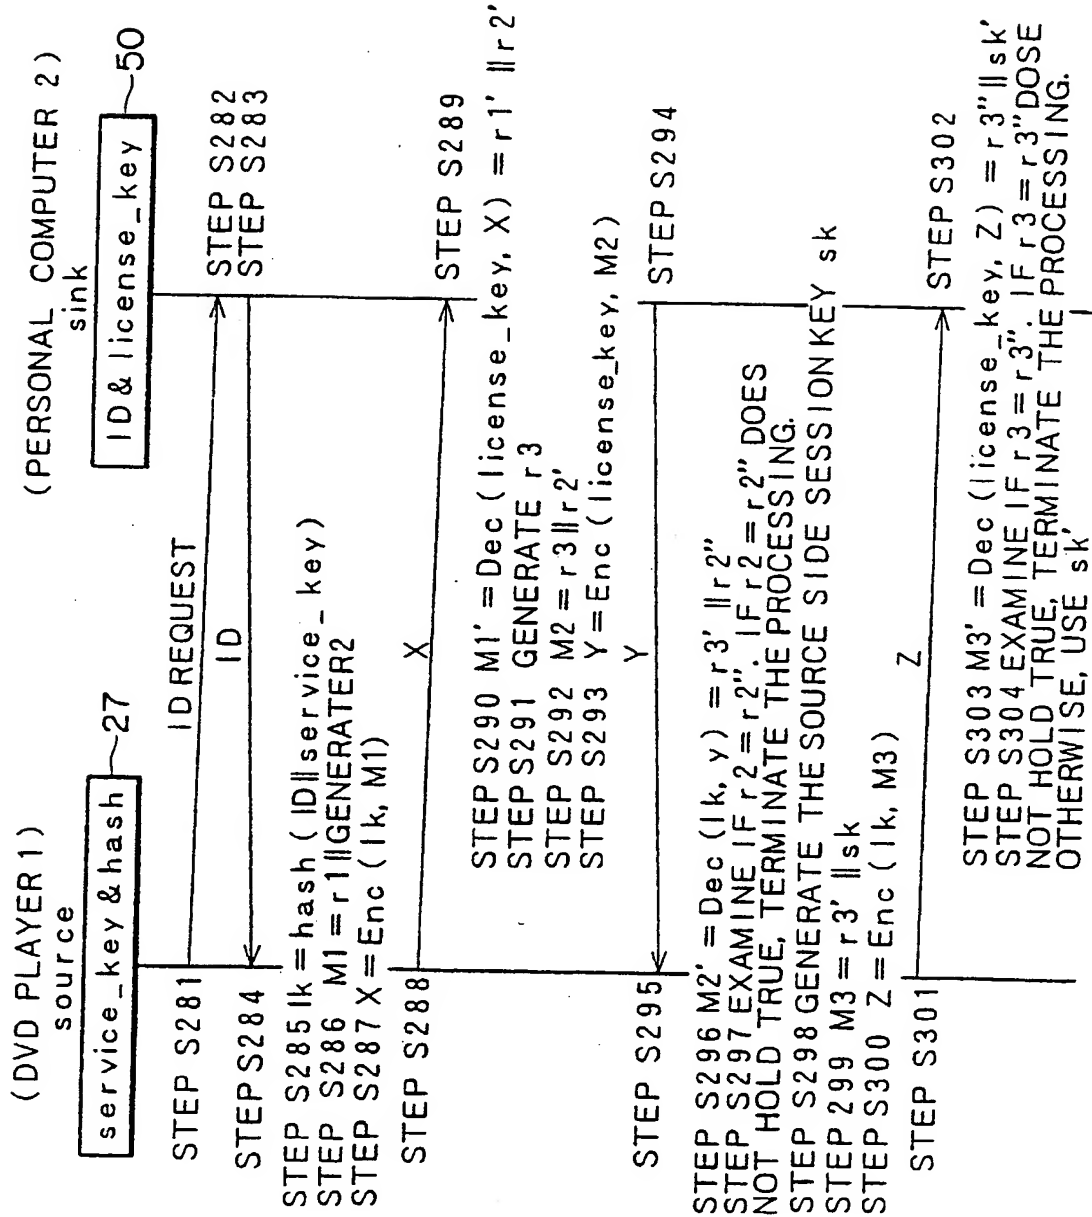 (DVD PLAYER 1)
source
service_key & hash
27
(PERSONAL COMPUTER 2)
sink
ID & license_key
50
STEP S281
ID REQUEST
STEP S282
STEP S283
ID
STEP S284
STEP S285 lk = hash ( ID || service_key)
STEP S286 M1 = r1 || GENERATER2
STEP S287 X = Enc ( lk, M1)
STEP S288
X
STEP S289
STEP S290 M1' = Dec ( license_key, X) = r1' || r2'
STEP S291 GENERATE r3
STEP S292 M2 = r3 || r2'
STEP S293 Y = Enc ( license_key, M2 )
STEP S294
Y
STEP S295
STEP S296 M2' = Dec ( lk, y) = r3' || r2"
STEP S297 EXAMINE IF r2 = r2". IF r2 = r2" DOES
NOT HOLD TRUE, TERMINATE THE PROCESSING.
STEP S298 GENERATE THE SOURCE SIDE SESSION KEY sk
STEP 299 M3 = r3' || sk
STEP S300 Z = Enc ( lk, M3)
STEP S301
Z
STEP S302
STEP S303 M3' = Dec ( license_key, Z) = r3" || sk'
STEP S304 EXAMINE IF r3 = r3". IF r3 = r3" DOSE
NOT HOLD TRUE, TERMINATE THE PROCESSING.
OTHERWISE, USE sk'